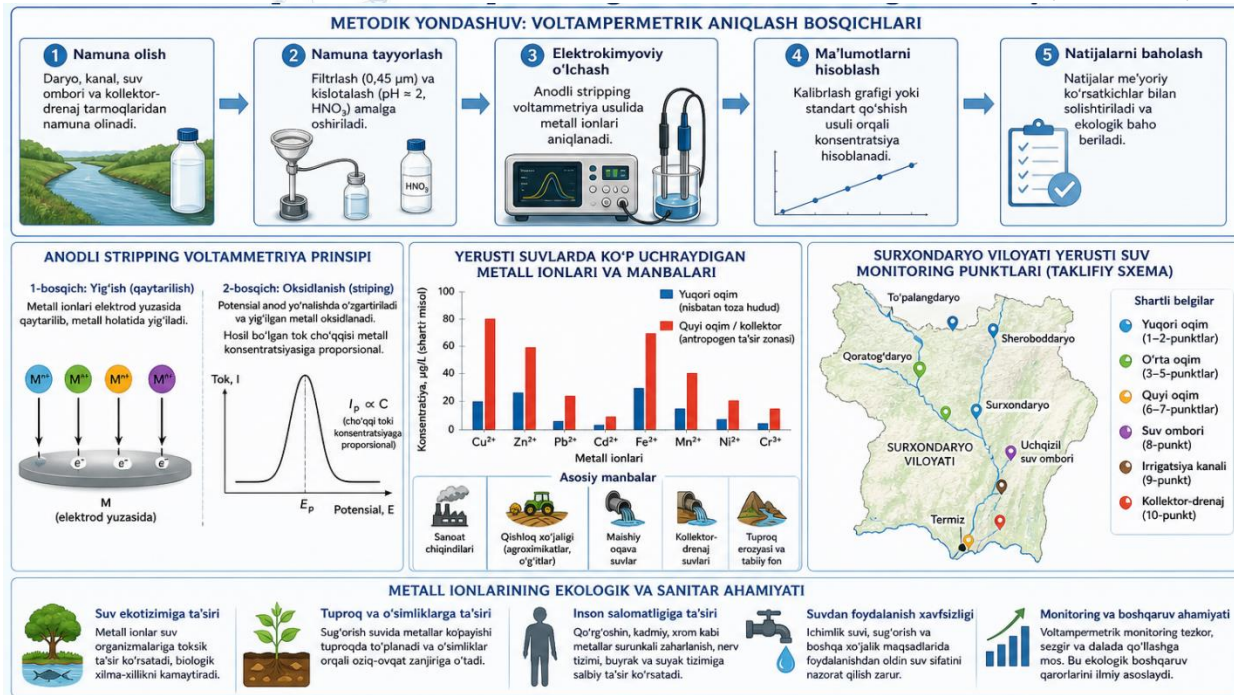 METODIK YONDASHUV: VOLTAMPERMETRIK ANIQLASH BOSQICHLARI
1 Namuna olish
Daryo, kanal, suv
ombori va kollektor-
drenaj tarmoqlaridan
namuna olinadi.
2 Namuna tayyorlash
Filtrlash (0,45 µm) va
kislotalash (pH ≈ 2,
HNO₃) amalga
oshiriladi.
HNO₃
3 Elektrokimyoviy
o‘lchash
Anodli stripping
voltammetriya usulida
metall ionlari
aniqlanadi.
4 Ma’lumotlarni
hisoblash
Kalibrlash grafigi yoki
standart qo‘shish
usuli orqali
konsentratsiya
hisoblanadi.
5 Natijalarni baholash
Natijalar me’yoriy
ko‘rsatkichlar bilan
solishtiriladi va
ekologik baho
beriladi.
ANODLI STRIPPING VOLTAMMETRIYA PRINSIPI
1-bosqich: Yig‘ish (qaytarilish)
Metall ionlari elektrod yuzasida
qaytarilib, metall holatida yig‘iladi.
Mⁿ⁺ Mⁿ⁺ Mⁿ⁺ Mⁿ⁺
e⁻ e⁻ e⁻
M
(elektrod yuzasida)
2-bosqich: Oksidlanish (striping)
Potensial anod yo‘nalishda o‘zgartiriladi
va yig‘ilgan metall oksidlanadi.
Hosil bo‘lgan tok cho‘qqisi metall
konsentratsiyasiga proporsional.
Tok, I
Iₚ ∝ C
(cho‘qqi toki
konsentratsiyaga
proporsional)
Eₚ
Potensial, E
YERUSTI SUVLARDA KO‘P UCHRAYDIGAN
METALL IONLARI VA MANBALARI
Konsentratsiya, µg/L (shartli misol)
100
80
60
40
20
0
Yuqori oqim
(nisbatan toza hudud)
Quyi oqim / kollektor
(antropogen ta’sir zonasi)
Cu²⁺ Zn²⁺ Pb²⁺ Cd²⁺ Fe²⁺ Mn²⁺ Ni²⁺ Cr³⁺
Metall ionlari
Asosiy manbalar
Sanoat
chiqindilari
Qishloq xo‘jaligi
(agroximikatlar,
o‘g‘itlar)
Maishiy
oqava
suvlar
Kollektor-
drenaj
suvlari
Tuproq
erozyasi va
tabiiy fon
SURXONDARYO VILOYATI YERUSTI SUV
MONITORING PUNKTLARI (TAKLIFIY SXEMA)
To‘palangdaryo
Sheroboddaryo
Qoratog‘daryo
Surxondaryo
SURXONDARYO
VILOYATI
Uchqizil
suv ombori
Termiz
Shartli belgilar
Yuqori oqim
(1–2-punktlar)
O‘rta oqim
(3–5-punktlar)
Quyi oqim
(6–7-punktlar)
Suv ombori
(8-punkt)
Irrigatsiya kanali
(9-punkt)
Kollektor-drenaj
(10-punkt)
METALL IONLARINING EKOLOGIK VA SANITAR AHAMIYATI
Suv ekotizimiga ta’siri
Metall ionlar suv
organizmalariga toksik
ta’sir ko‘rsatadi, biologik
xilma-xillikni kamaytiradi.
Tuproq va o‘simliklarga ta’siri
Sug‘orish suvida metallar ko‘payishi
tuproqda to‘planadi va o‘simliklar
orqali oziq-ovqat zanjiriga o‘tadi.
Inson salomatligiga ta’siri
Qo‘rg‘oshin, kadmiy, xrom kabi
metallar surunkali zaharlanish, nerv
tizimi, buyrak va suyak tizimiga
salbiy ta’sir ko‘rsatadi.
Suvdan foydalanish xavfsizligi
Ichimlik suvi, sug‘orish va
boshqa xo‘jalik maqsadlarida
foydalanishdan oldin suv sifatini
nazorat qilish zarur.
Monitoring va boshqaruv ahamiyati
Voltampermetrik monitoring tezkor,
sezgir va dalada qo‘llashga
mos. Bu ekologik boshqaruv
qarorlarini ilmiy asoslaydi.